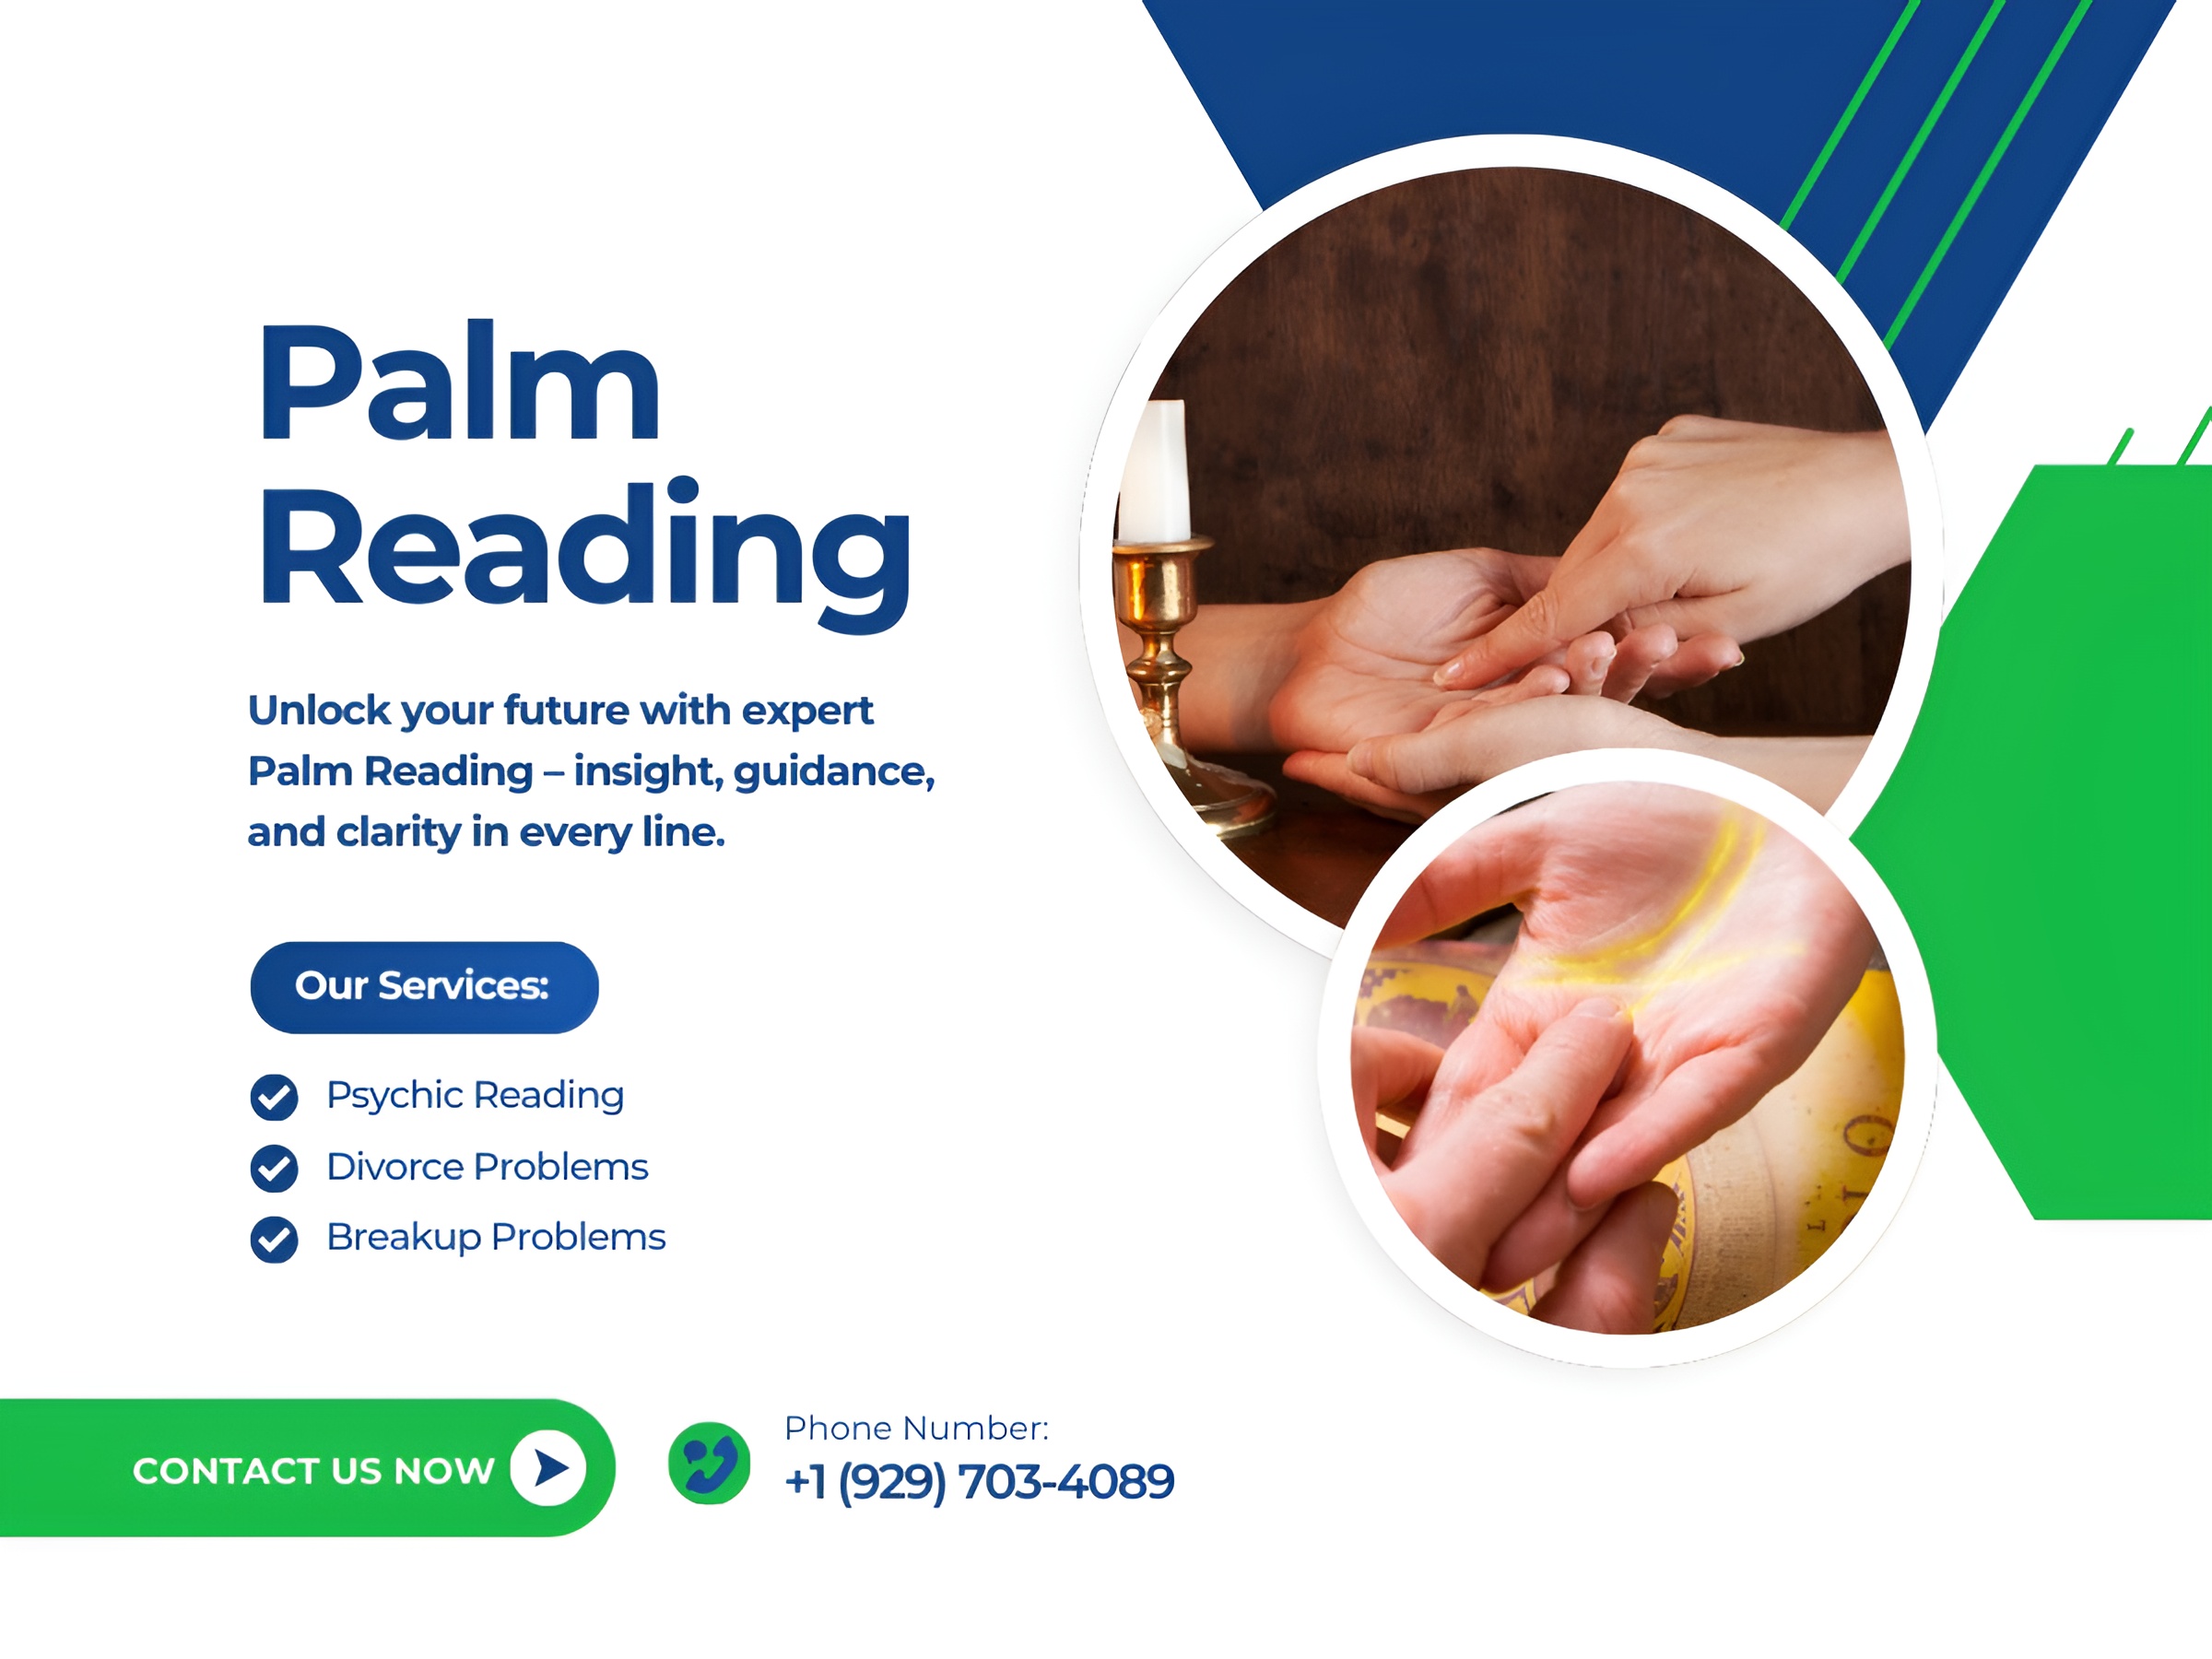 Palm
Reading
Unlock your future with expert
Palm Reading – insight, guidance,
and clarity in every line.
Our Services:
Psychic Reading
Divorce Problems
Breakup Problems
CONTACT US NOW
Phone Number:
+1 (929) 703-4089